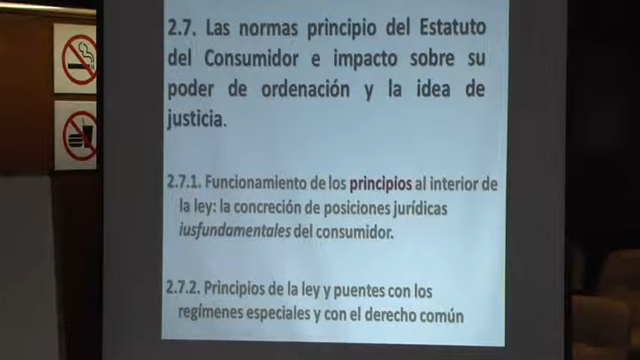 2.7. Las normas principio del Estatuto
del Consumidor e impacto sobre su
poder de ordenación y la idea de
justicia.
2.7.1. Funcionamiento de los principios al interior de
la ley: la concreción de posiciones jurídicas
iusfundamentales del consumidor.
2.7.2. Principios de la ley y puentes con los
regímenes especiales y con el derecho común